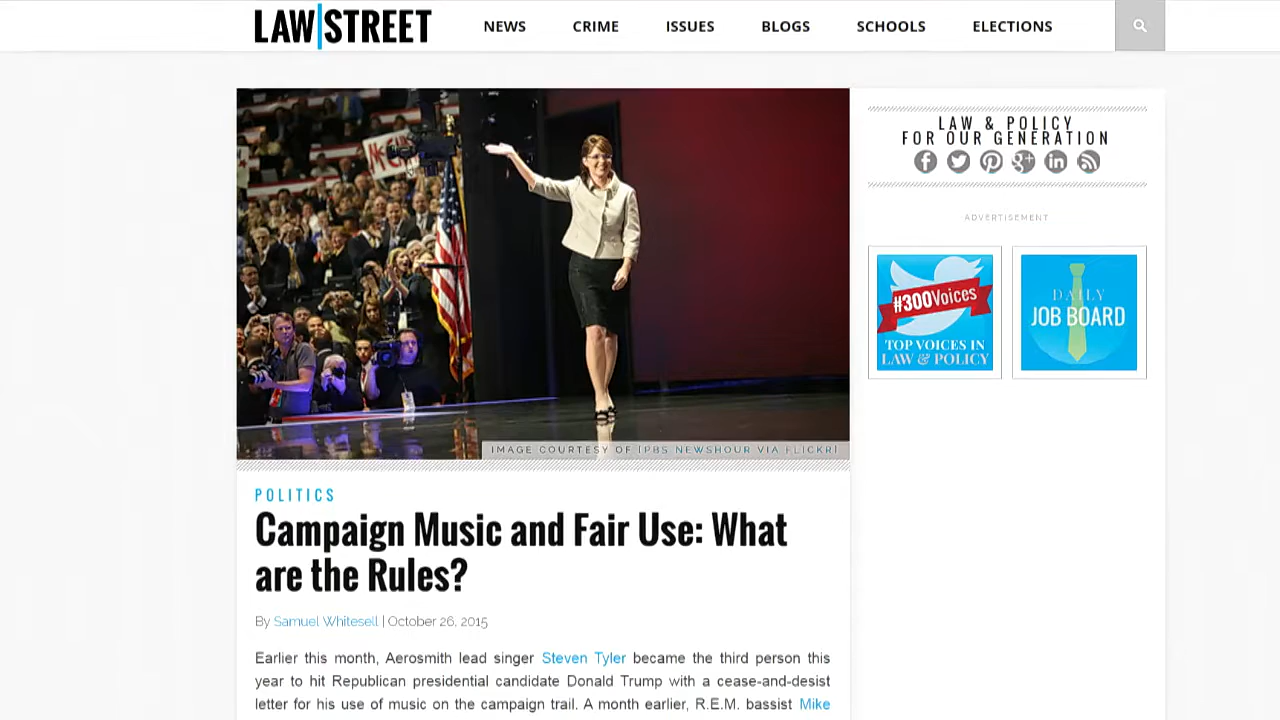 LAW STREET
NEWS CRIME ISSUES BLOGS SCHOOLS ELECTIONS
LAW & POLICY
FOR OUR GENERATION
ADVERTISEMENT
#300Voices
TOP VOICES IN
LAW & POLICY
DAILY
JOB BOARD
IMAGE COURTESY OF [PBS NEWSHOUR VIA FLICKR]
POLITICS
Campaign Music and Fair Use: What
are the Rules?
By Samuel Whitesell | October 26, 2015
Earlier this month, Aerosmith lead singer Steven Tyler became the third person this
year to hit Republican presidential candidate Donald Trump with a cease-and-desist
letter for his use of music on the campaign trail. A month earlier, R.E.M. bassist Mike